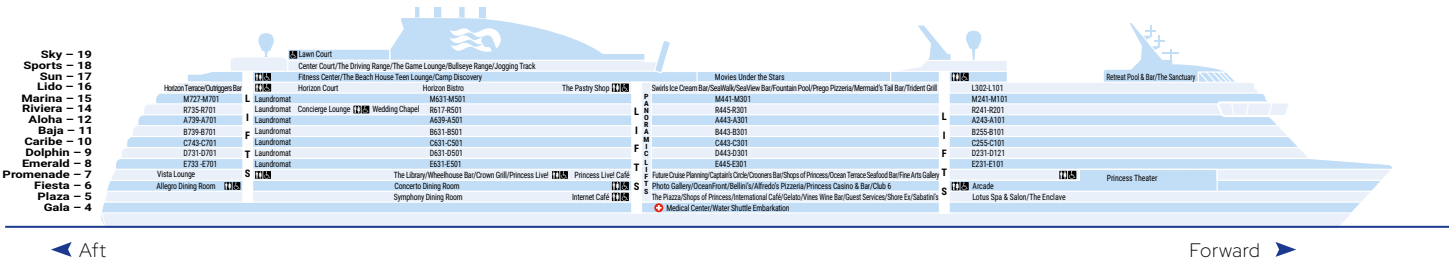 Sky – 19 Lawn Court
Sports – 18 Center Court/The Driving Range/The Game Lounge/Bullseye Range/Jogging Track
Sun – 17 Fitness Center/The Beach House Teen Lounge/Camp Discovery Movies Under the Stars Retreat Pool & Bar/The Sanctuary
Lido – 16 Horizon Terrace/Outriggers Bar Horizon Court Horizon Bistro The Pastry Shop Swirls Ice Cream Bar/SeaWalk/SeaView Bar/Fountain Pool/Prego Pizzeria/Mermaid's Tail Bar/Trident Grill L302-L101
Marina – 15 M727-M701 Laundromat M631-M501 M441-M301 M241-M101
Riviera – 14 R735-R701 Laundromat Concierge Lounge Wedding Chapel R617-R501 R445-R301 R241-R201
Aloha – 12 A739-A701 Laundromat A639-A501 A443-A301 A243-A101
Baja – 11 B739-B701 Laundromat B631-B501 B443-B301 B255-B101
Caribe – 10 C743-C701 Laundromat C631-C501 C443-C301 C255-C101
Dolphin – 9 D731-D701 Laundromat D631-D501 D443-D301 D231-D121
Emerald – 8 E733 -E701 Laundromat E631-E501 E445-E301 E231-E101
Promenade – 7 Vista Lounge The Library/Wheelhouse Bar/Crown Grill/Princess Live! Princess Live! Café Future Cruise Planning/Captain's Circle/Crooners Bar/Shops of Princess/Ocean Terrace Seafood Bar/Fine Arts Gallery Princess Theater
Fiesta – 6 Allegro Dining Room Concerto Dining Room Photo Gallery/OceanFront/Bellini's/Alfredo's Pizzeria/Princess Casino & Bar/Club 6 Arcade
Plaza – 5 Symphony Dining Room Internet Café The Piazza/Shops of Princess/International Café/Gelato/Vines Wine Bar/Guest Services/Shore Ex/Sabatini's Lotus Spa & Salon/The Enclave
Gala – 4 Medical Center/Water Shuttle Embarkation
LIFTS
LIFTS
PANORAMIC LIFTS
LIFTS
Aft
Forward